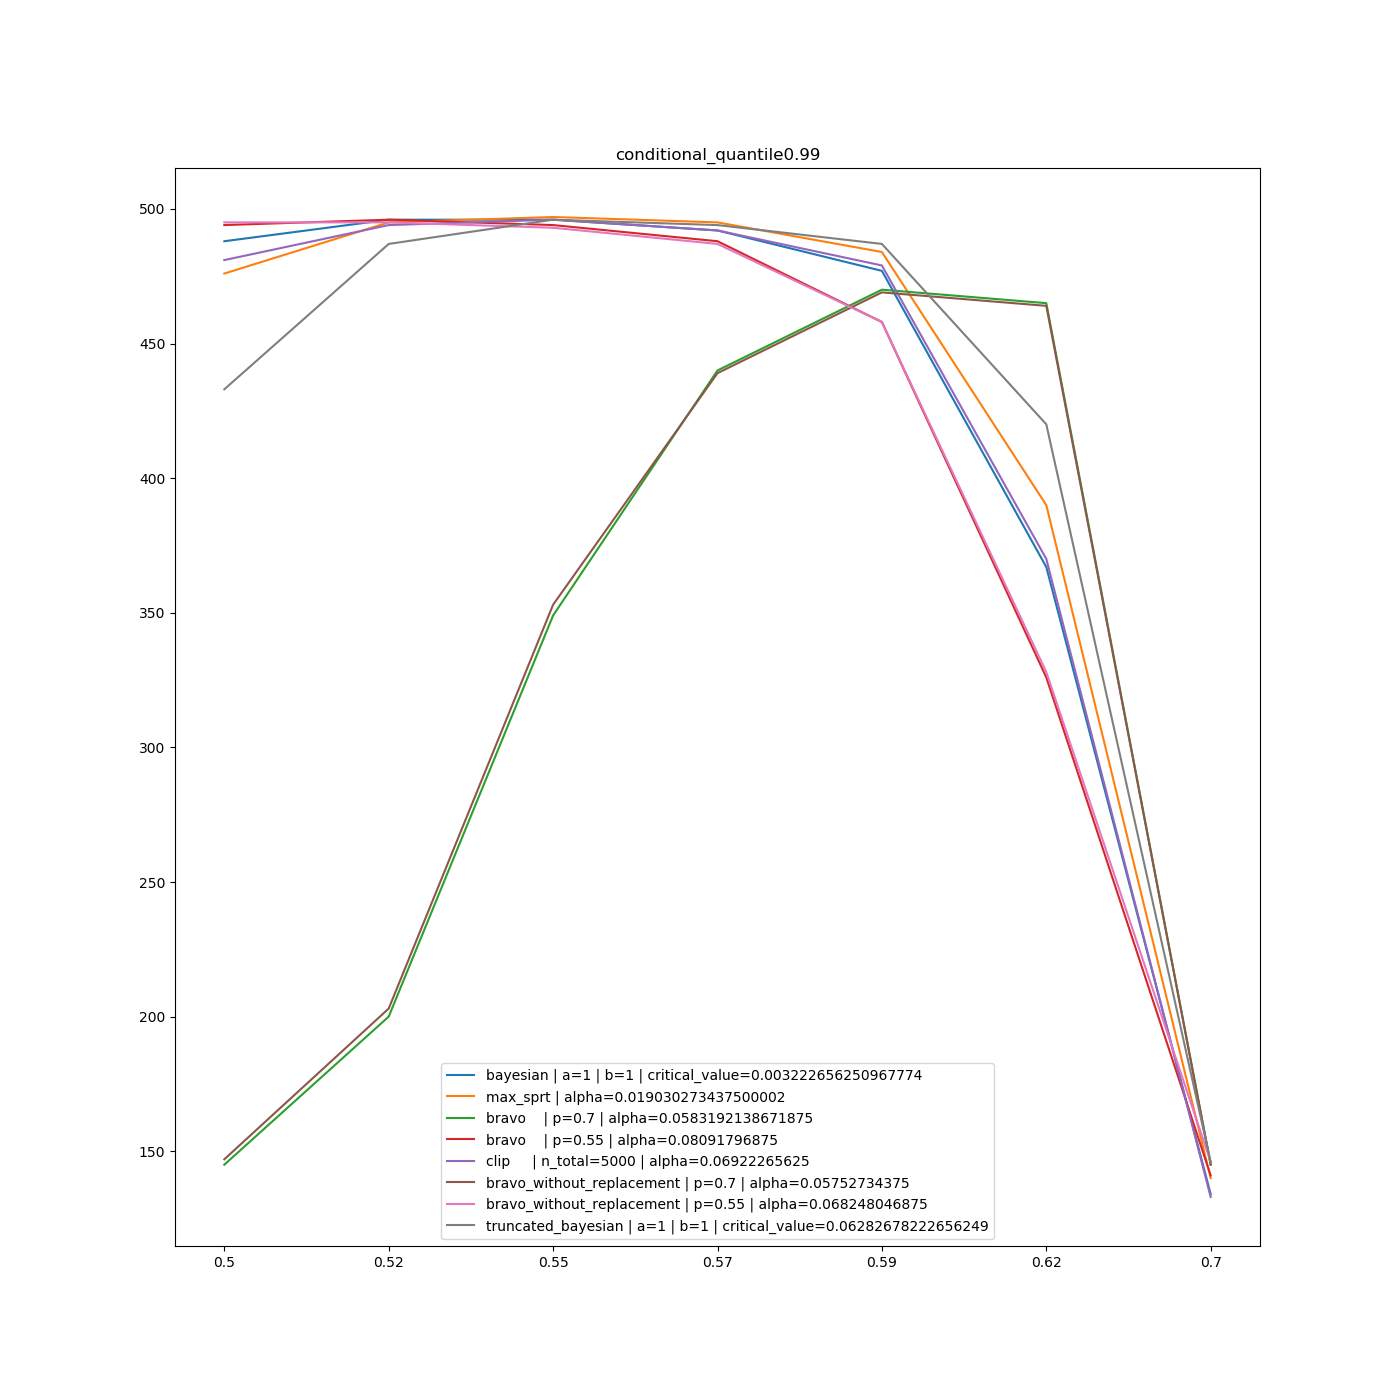 conditional_quantile0.99
500
450
400
350
300
250
200
150
bayesian | a=1 | b=1 | critical_value=0.003222656250967774
max_sprt | alpha=0.019030273437500002
bravo    | p=0.7 | alpha=0.0583192138671875
bravo    | p=0.55 | alpha=0.08091796875
clip     | n_total=5000 | alpha=0.06922265625
bravo_without_replacement | p=0.7 | alpha=0.05752734375
bravo_without_replacement | p=0.55 | alpha=0.068248046875
truncated_bayesian | a=1 | b=1 | critical_value=0.06282678222656249
0.5 0.52 0.55 0.57 0.59 0.62 0.7